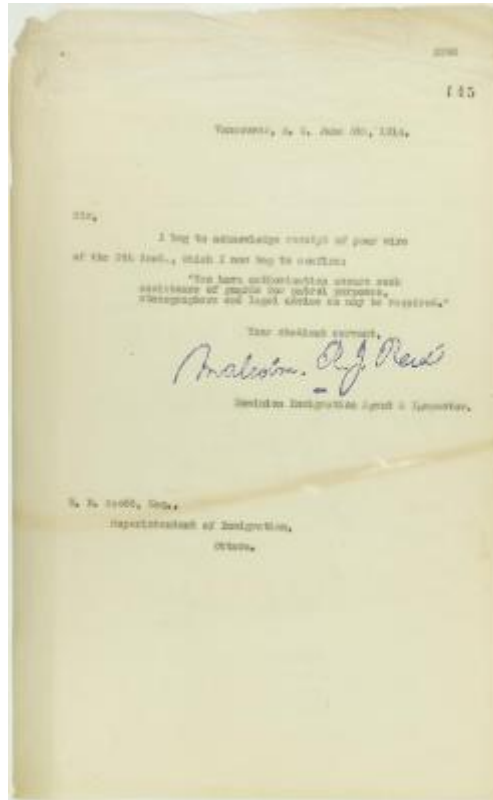 145
Vancouver, B. C. June 8th, 1914.
Sir,
I beg to acknowledge receipt of your wire
of the inst., which I now beg to confirm:
"You have authorization secure such
assistance of people for patrol purposes,
stenographers and legal advice as may be required."
Your obedient servant,
Malcolm. R. J. Reid
Dominion Immigration Agent & Inspector.
W. D. Scott, Esq.,
Superintendent of Immigration,
Ottawa.